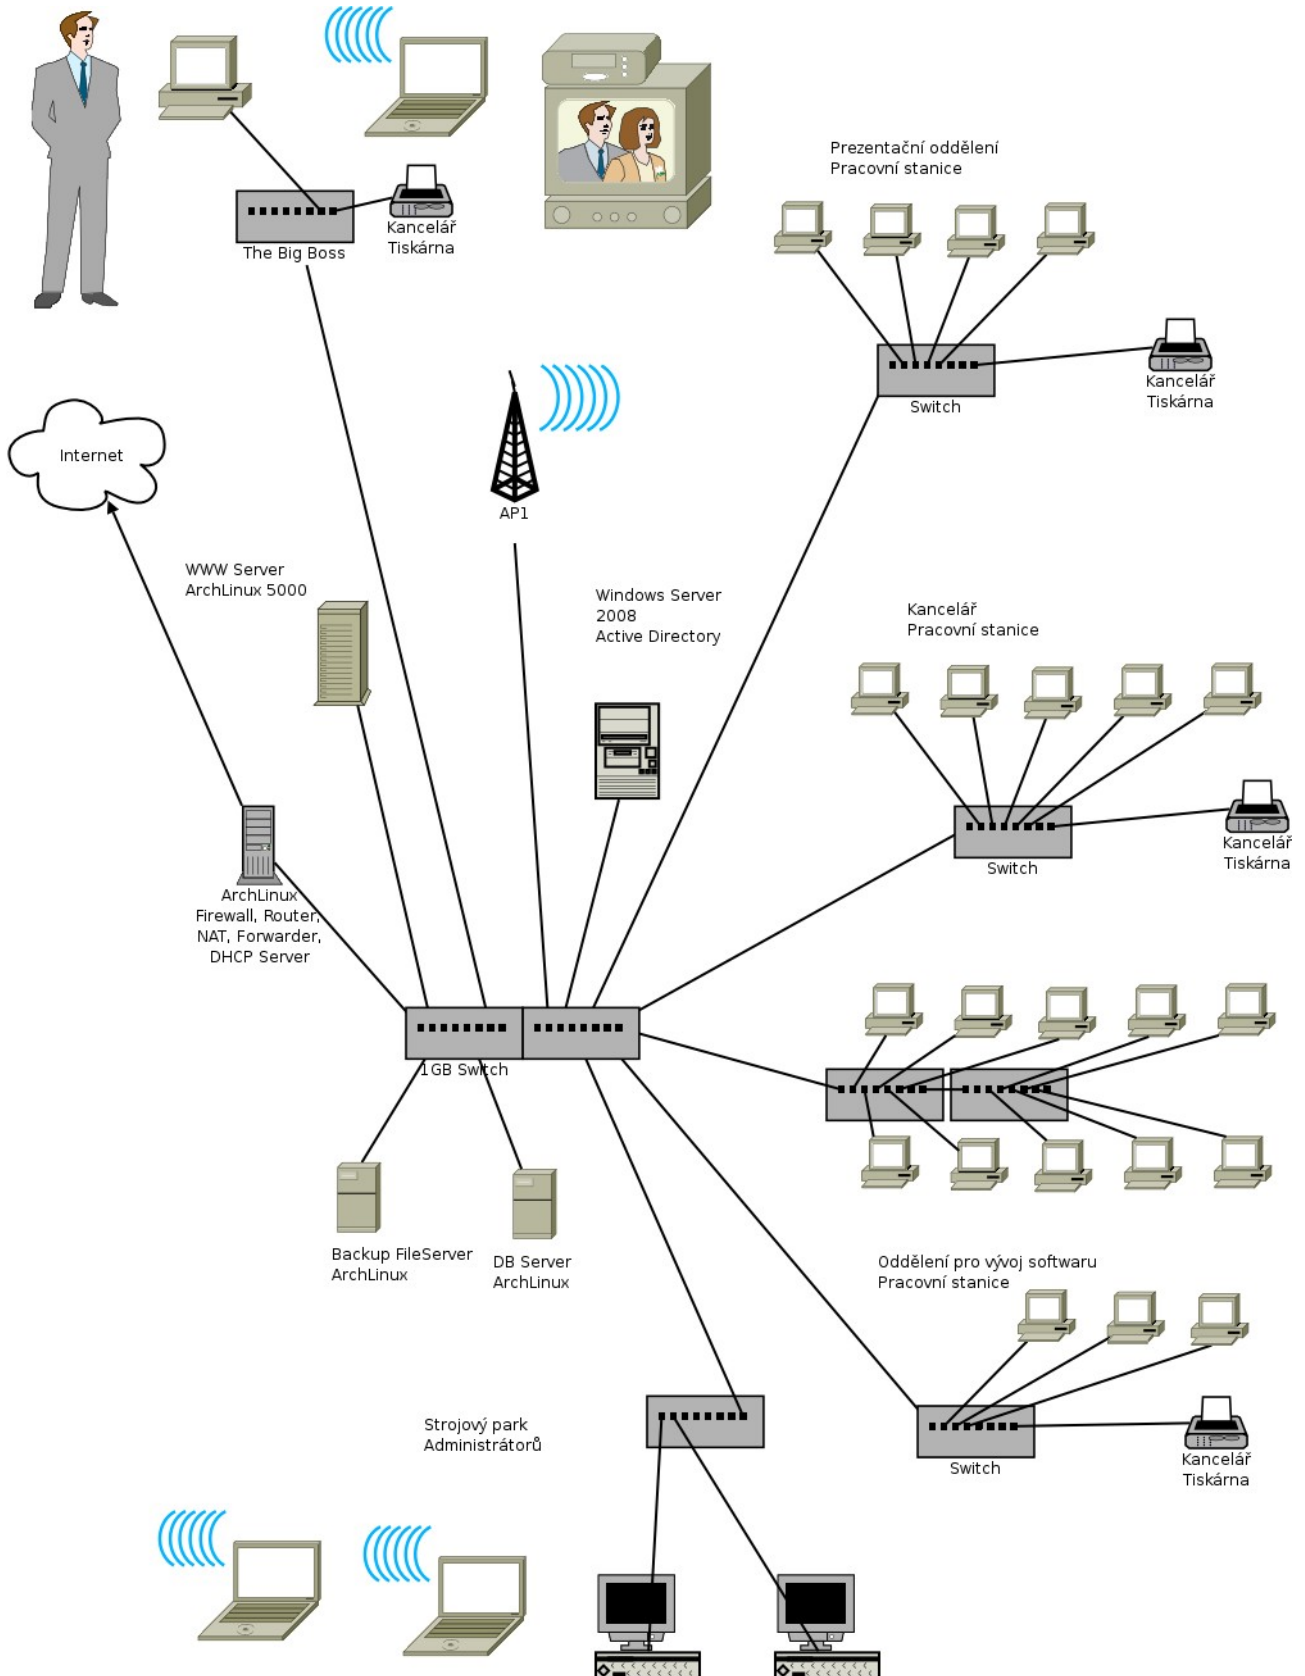 Prezentační oddělení
Pracovní stanice
Kancelář
Tiskárna
The Big Boss
Kancelář
Tiskárna
Switch
Internet
AP1
WWW Server
ArchLinux 5000
Windows Server
2008
Active Directory
Kancelář
Pracovní stanice
Kancelář
Tiskárna
Switch
ArchLinux
Firewall, Router,
NAT, Forwarder,
DHCP Server
1GB Switch
Backup FileServer
ArchLinux
DB Server
ArchLinux
Oddělení pro vývoj softwaru
Pracovní stanice
Strojový park
Administrátorů
Switch
Kancelář
Tiskárna